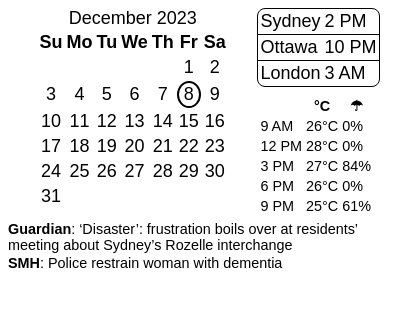 December 2023
Su Mo Tu We Th Fr Sa
1 2
3 4 5 6 7 8 9
10 11 12 13 14 15 16
17 18 19 20 21 22 23
24 25 26 27 28 29 30
31
Sydney 2 PM
Ottawa 10 PM
London 3 AM
°C ☂
9 AM 26°C 0%
12 PM 28°C 0%
3 PM 27°C 84%
6 PM 26°C 0%
9 PM 25°C 61%
Guardian: ‘Disaster’: frustration boils over at residents’
meeting about Sydney’s Rozelle interchange
SMH: Police restrain woman with dementia